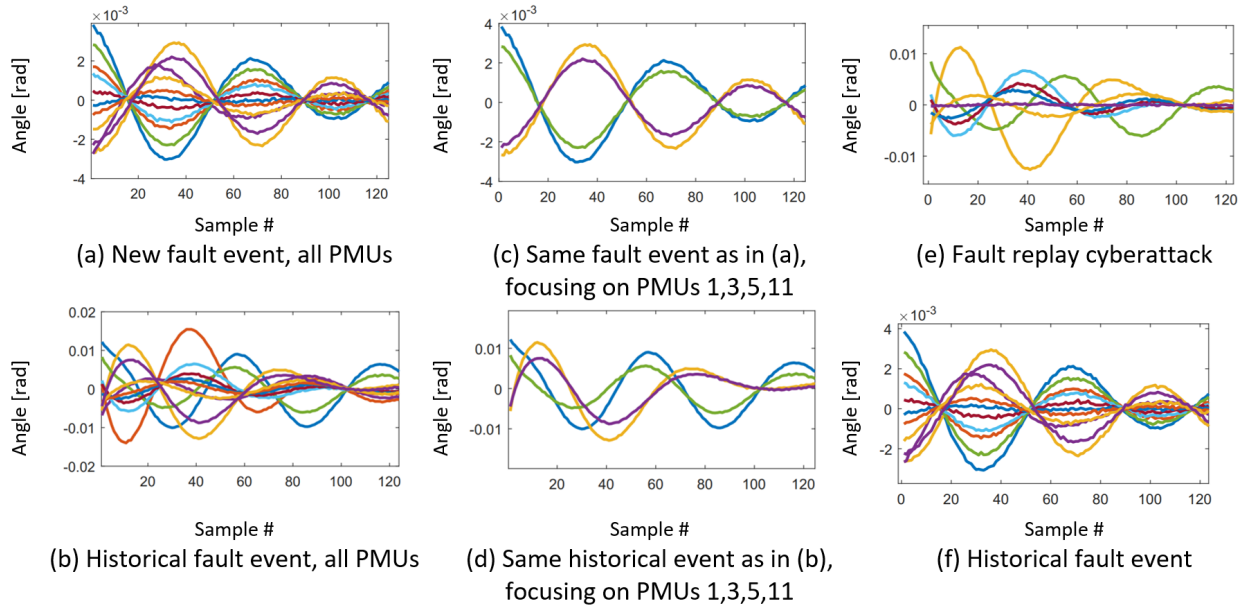 ×10⁻³
Angle [rad]
2
0
-2
-4
20 40 60 80 100 120
Sample #
(a) New fault event, all PMUs
×10⁻³
Angle [rad]
4
2
0
-2
-4
20 40 60 80 100 120
Sample #
(c) Same fault event as in (a),
focusing on PMUs 1,3,5,11
Angle [rad]
0.01
0
-0.01
0 20 40 60 80 100 120
Sample #
(e) Fault replay cyberattack
Angle [rad]
0.02
0.01
0
-0.01
-0.02
20 40 60 80 100 120
Sample #
(b) Historical fault event, all PMUs
Angle [rad]
0.01
0
-0.01
20 40 60 80 100 120
Sample #
(d) Same historical event as in (b),
focusing on PMUs 1,3,5,11
×10⁻³
Angle [rad]
4
2
0
-2
0 20 40 60 80 100 120
Sample #
(f) Historical fault event